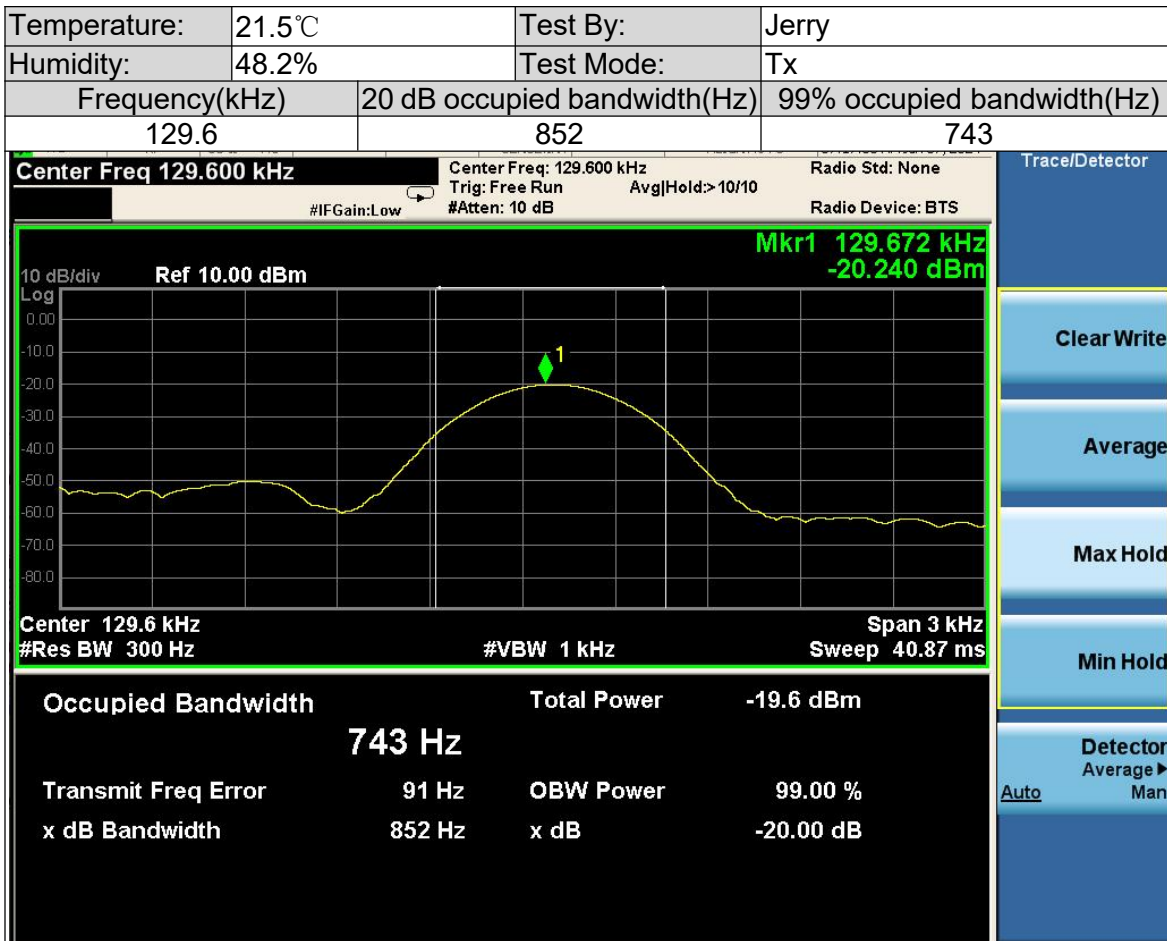 Temperature: 21.5℃ Test By: Jerry
Humidity: 48.2% Test Mode: Tx
Frequency(kHz) 20 dB occupied bandwidth(Hz) 99% occupied bandwidth(Hz)
129.6 852 743
Center Freq 129.600 kHz Center Freq: 129.600 kHz Radio Std: None Trace/Detector
Trig: Free Run Avg|Hold:> 10/10
#IFGain:Low #Atten: 10 dB Radio Device: BTS
Mkr1 129.672 kHz
10 dB/div Ref 10.00 dBm -20.240 dBm
Log
0.00
Clear Write
-10.0
1
-20.0
-30.0
-40.0
Average
-50.0
-60.0
-70.0
Max Hold
-80.0
Center 129.6 kHz Span 3 kHz
#Res BW 300 Hz #VBW 1 kHz Sweep 40.87 ms
Min Hold
Occupied Bandwidth Total Power -19.6 dBm
743 Hz
Detector
Average▶
Transmit Freq Error 91 Hz OBW Power 99.00 % Auto Man
x dB Bandwidth 852 Hz x dB -20.00 dB